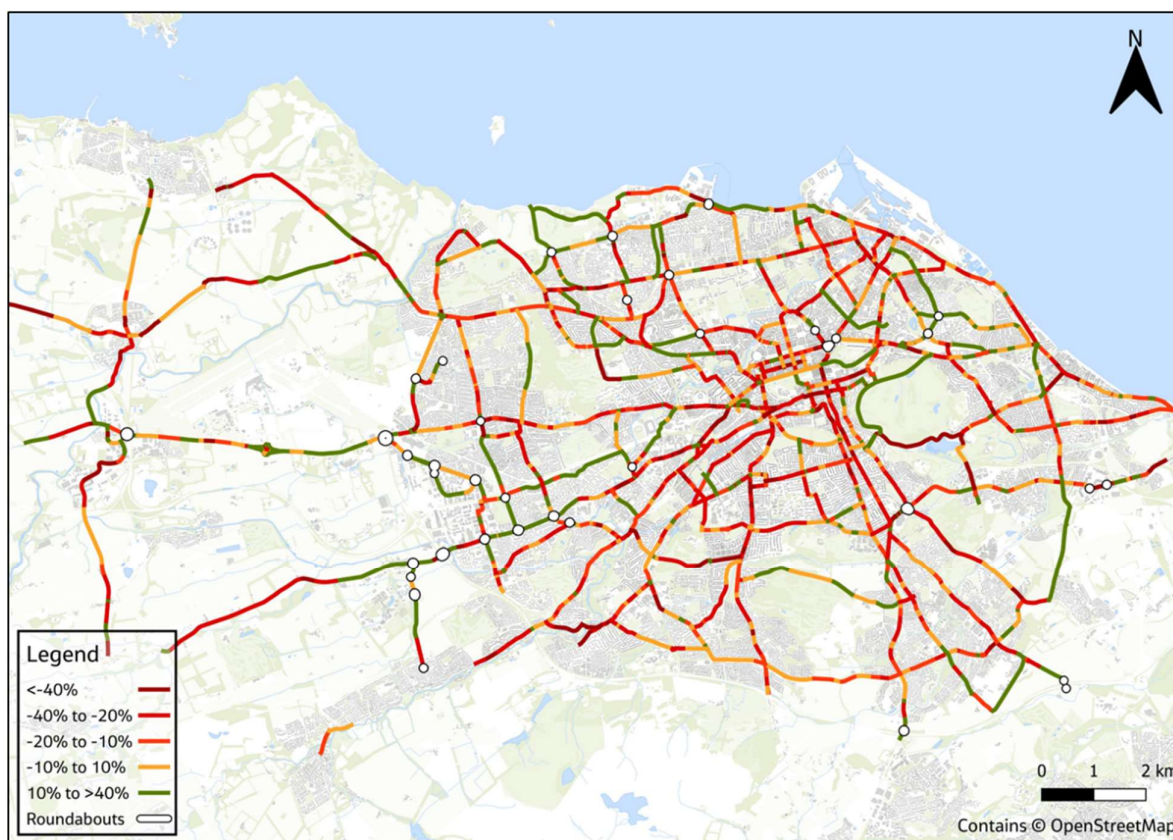 N
Legend
<-40%
-40% to -20%
-20% to -10%
-10% to 10%
10% to >40%
Roundabouts
0 1 2 km
Contains © OpenStreetMap